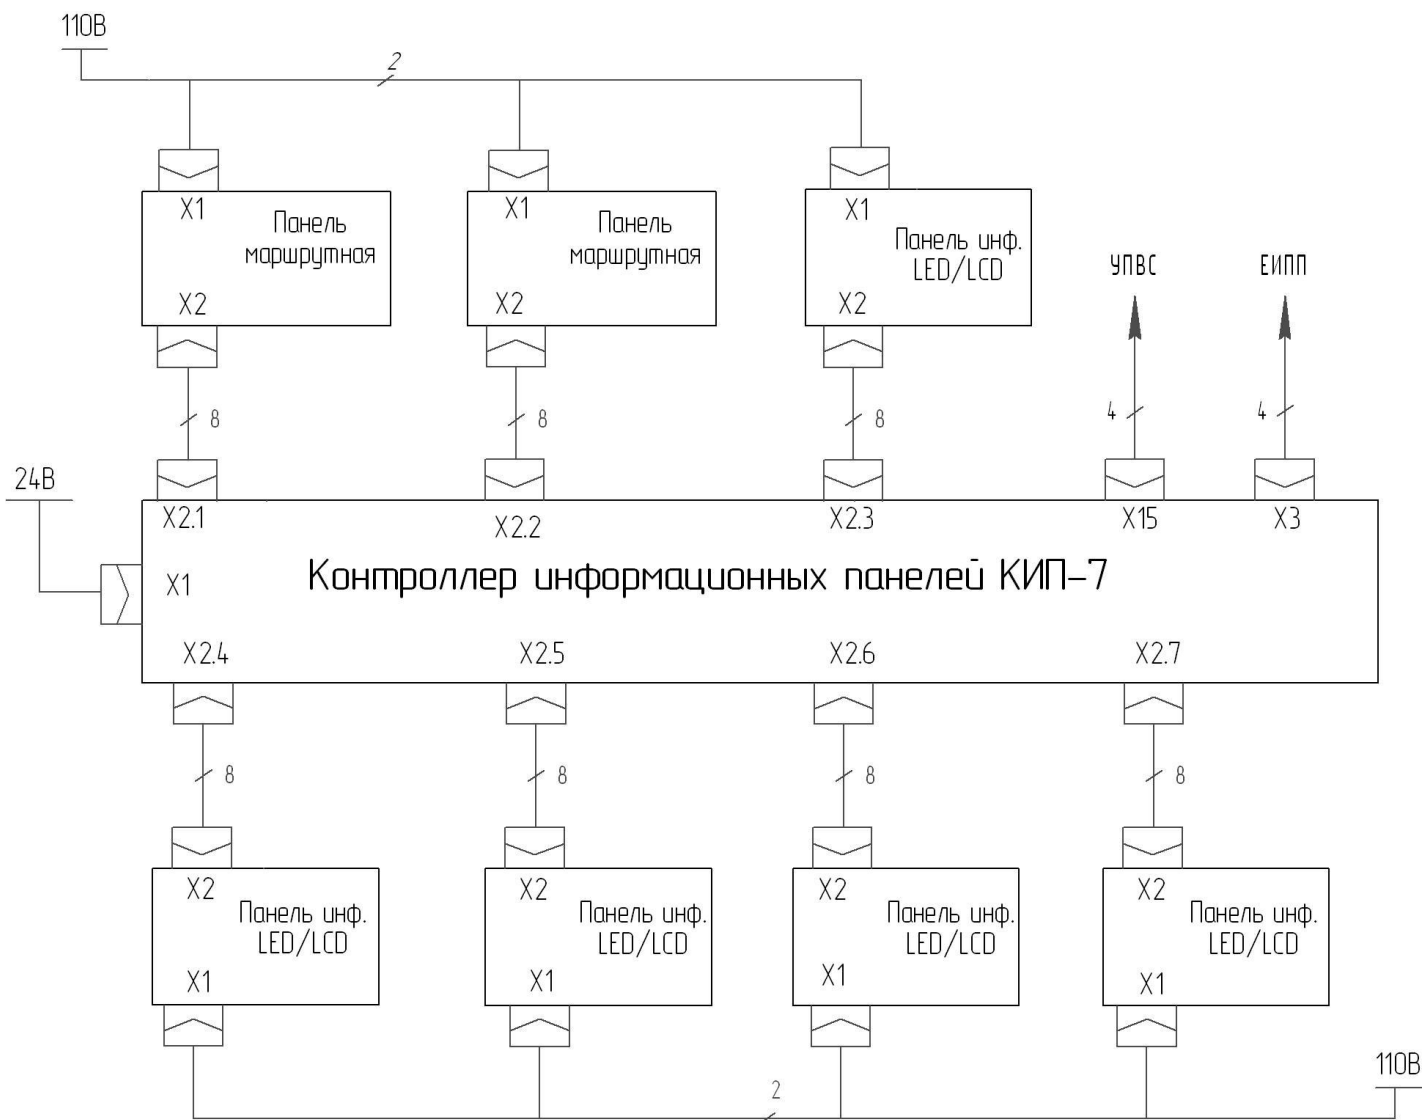 110В
2
X1
Панель
маршрутная
X2
X1
Панель
маршрутная
X2
X1
Панель инф.
LED/LCD
X2
УПВС
ЕИПП
8
8
8
4
4
24В
X2.1
X2.2
X2.3
X15
X3
X1
Контроллер информационных панелей КИП-7
X2.4
X2.5
X2.6
X2.7
8
8
8
8
X2
Панель инф.
LED/LCD
X1
X2
Панель инф.
LED/LCD
X1
X2
Панель инф.
LED/LCD
X1
X2
Панель инф.
LED/LCD
X1
2
110В